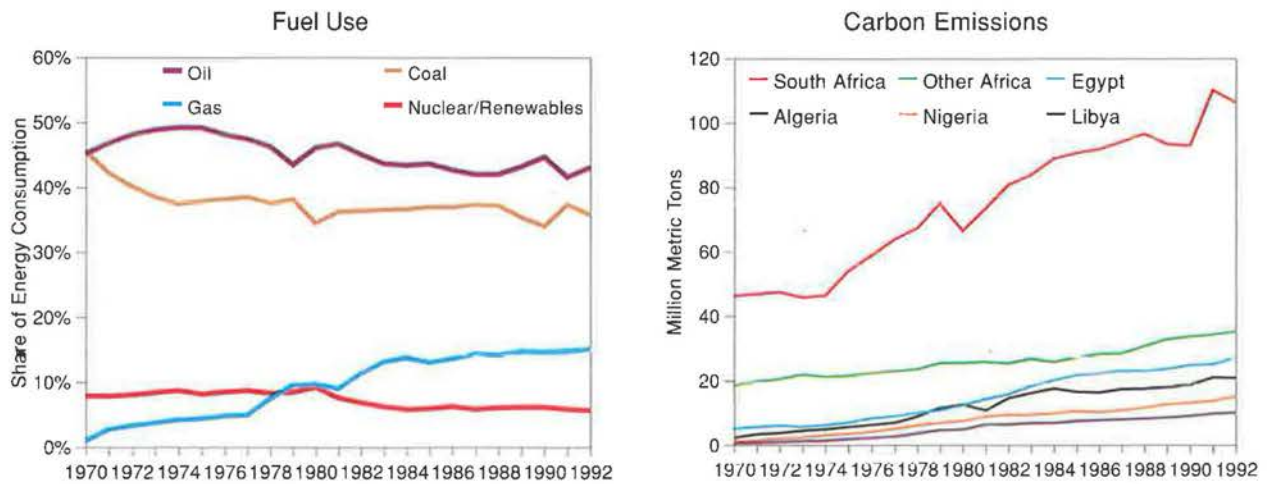 Fuel Use
Share of Energy Consumption
60%
50%
40%
30%
20%
10%
0%
Oil
Coal
Gas
Nuclear/Renewables
1970 1972 1974 1976 1978 1980 1982 1984 1986 1988 1990 1992
Carbon Emissions
Million Metric Tons
120
100
80
60
40
20
0
South Africa Other Africa Egypt
Algeria Nigeria Libya
1970 1972 1974 1976 1978 1980 1982 1984 1986 1988 1990 1992